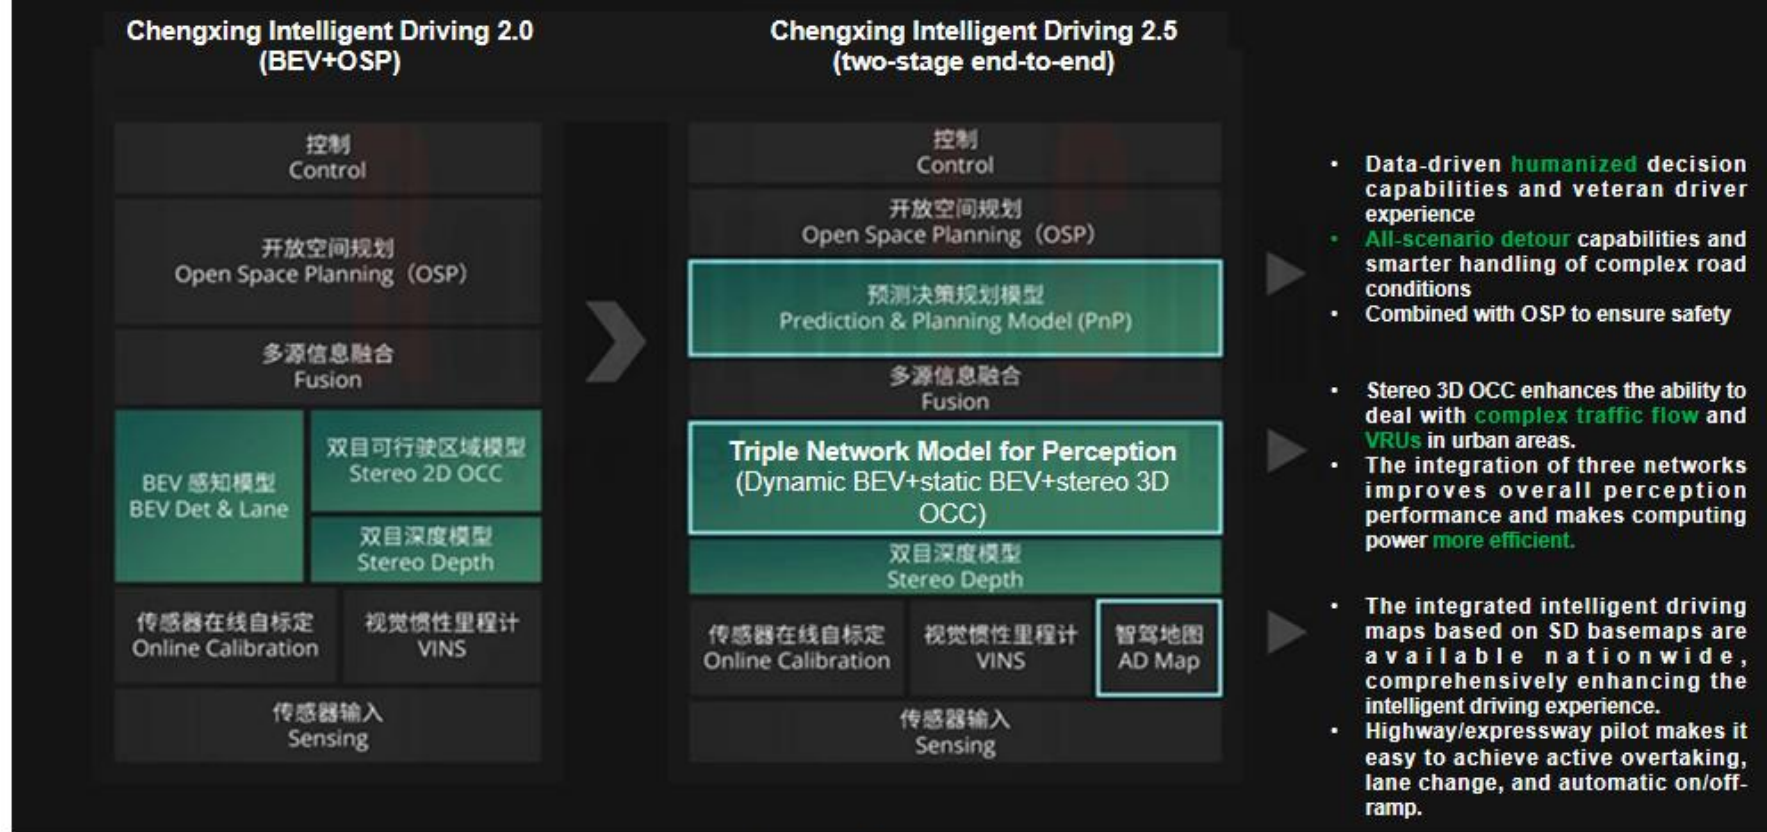 Chengxing Intelligent Driving 2.0
(BEV+OSP)
控制
Control
开放空间规划
Open Space Planning（OSP）
多源信息融合
Fusion
BEV 感知模型
BEV Det & Lane
双目可行驶区域模型
Stereo 2D OCC
双目深度模型
Stereo Depth
传感器在线自标定
Online Calibration
视觉惯性里程计
VINS
传感器输入
Sensing
Chengxing Intelligent Driving 2.5
(two-stage end-to-end)
控制
Control
开放空间规划
Open Space Planning（OSP）
预测决策规划模型
Prediction & Planning Model (PnP)
多源信息融合
Fusion
Triple Network Model for Perception
(Dynamic BEV+static BEV+stereo 3D
OCC)
双目深度模型
Stereo Depth
传感器在线自标定
Online Calibration
视觉惯性里程计
VINS
智驾地图
AD Map
传感器输入
Sensing
• Data-driven humanized decision
capabilities and veteran driver
experience
• All-scenario detour capabilities and
smarter handling of complex road
conditions
• Combined with OSP to ensure safety
• Stereo 3D OCC enhances the ability to
deal with complex traffic flow and
VRUs in urban areas.
• The integration of three networks
improves overall perception
performance and makes computing
power more efficient.
• The integrated intelligent driving
maps based on SD basemaps are
available nationwide,
comprehensively enhancing the
intelligent driving experience.
• Highway/expressway pilot makes it
easy to achieve active overtaking,
lane change, and automatic on/off-
ramp.